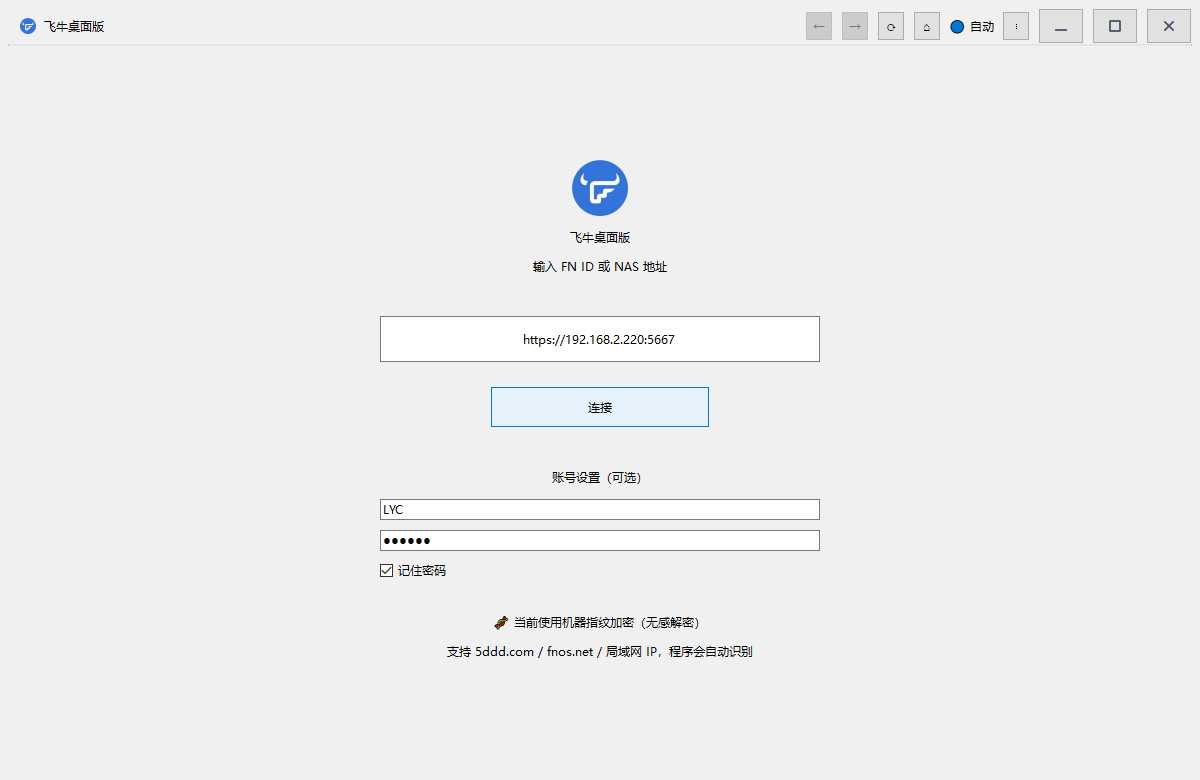 飞牛桌面版
自动
飞牛桌面版
输入 FN ID 或 NAS 地址
https://192.168.2.220:5667
连接
账号设置（可选）
LYC
●●●●●●
记住密码
当前使用机器指纹加密（无感解密）
支持 5ddd.com / fnos.net / 局域网 IP，程序会自动识别